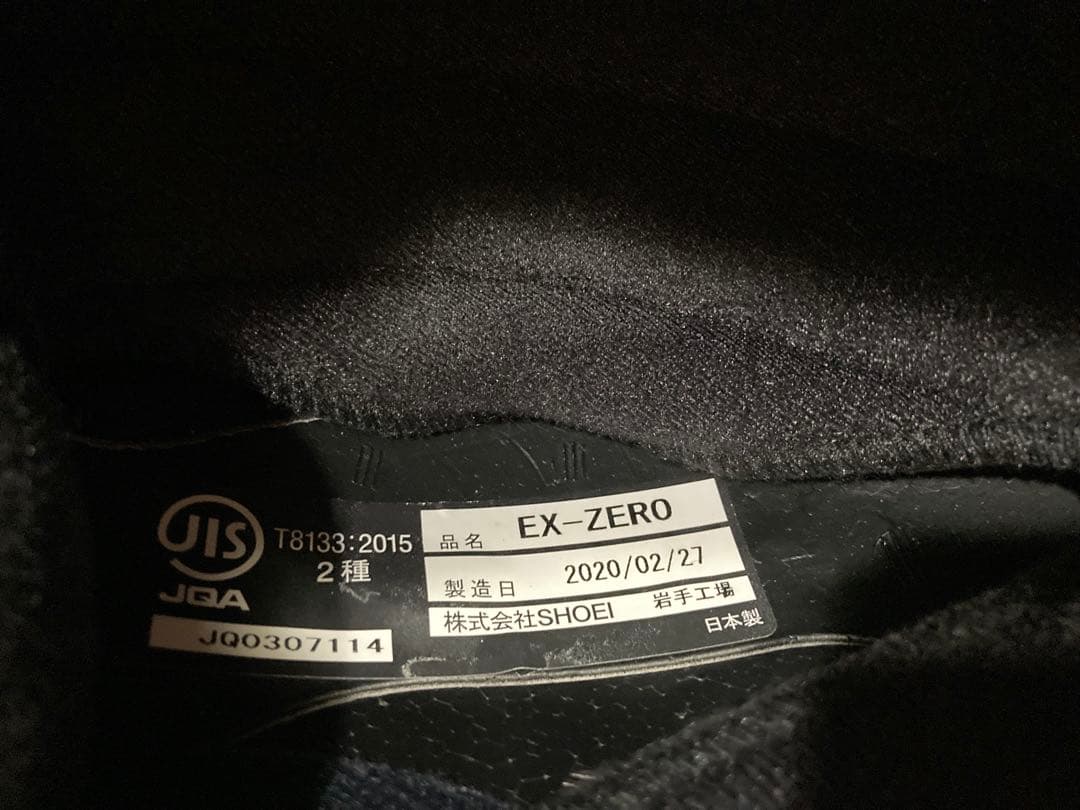 JIS
T8133:2015
2種
JQA
JQ0307114
品名 EX-ZERO
製造日 2020/02/27
株式会社SHOEI 岩手工場
日本製